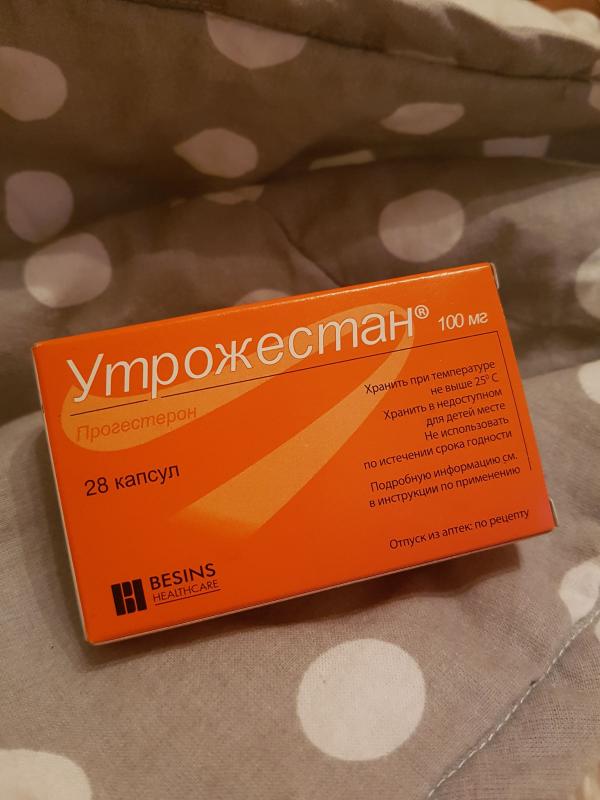 Утрожестан® 100 мг
Прогестерон
28 капсул
Хранить при температуре
не выше 25° С
Хранить в недоступном
для детей месте
Не использовать
по истечении срока годности
Подробную информацию см.
в инструкции по применению
Отпуск из аптек: по рецепту
BESINS
HEALTHCARE